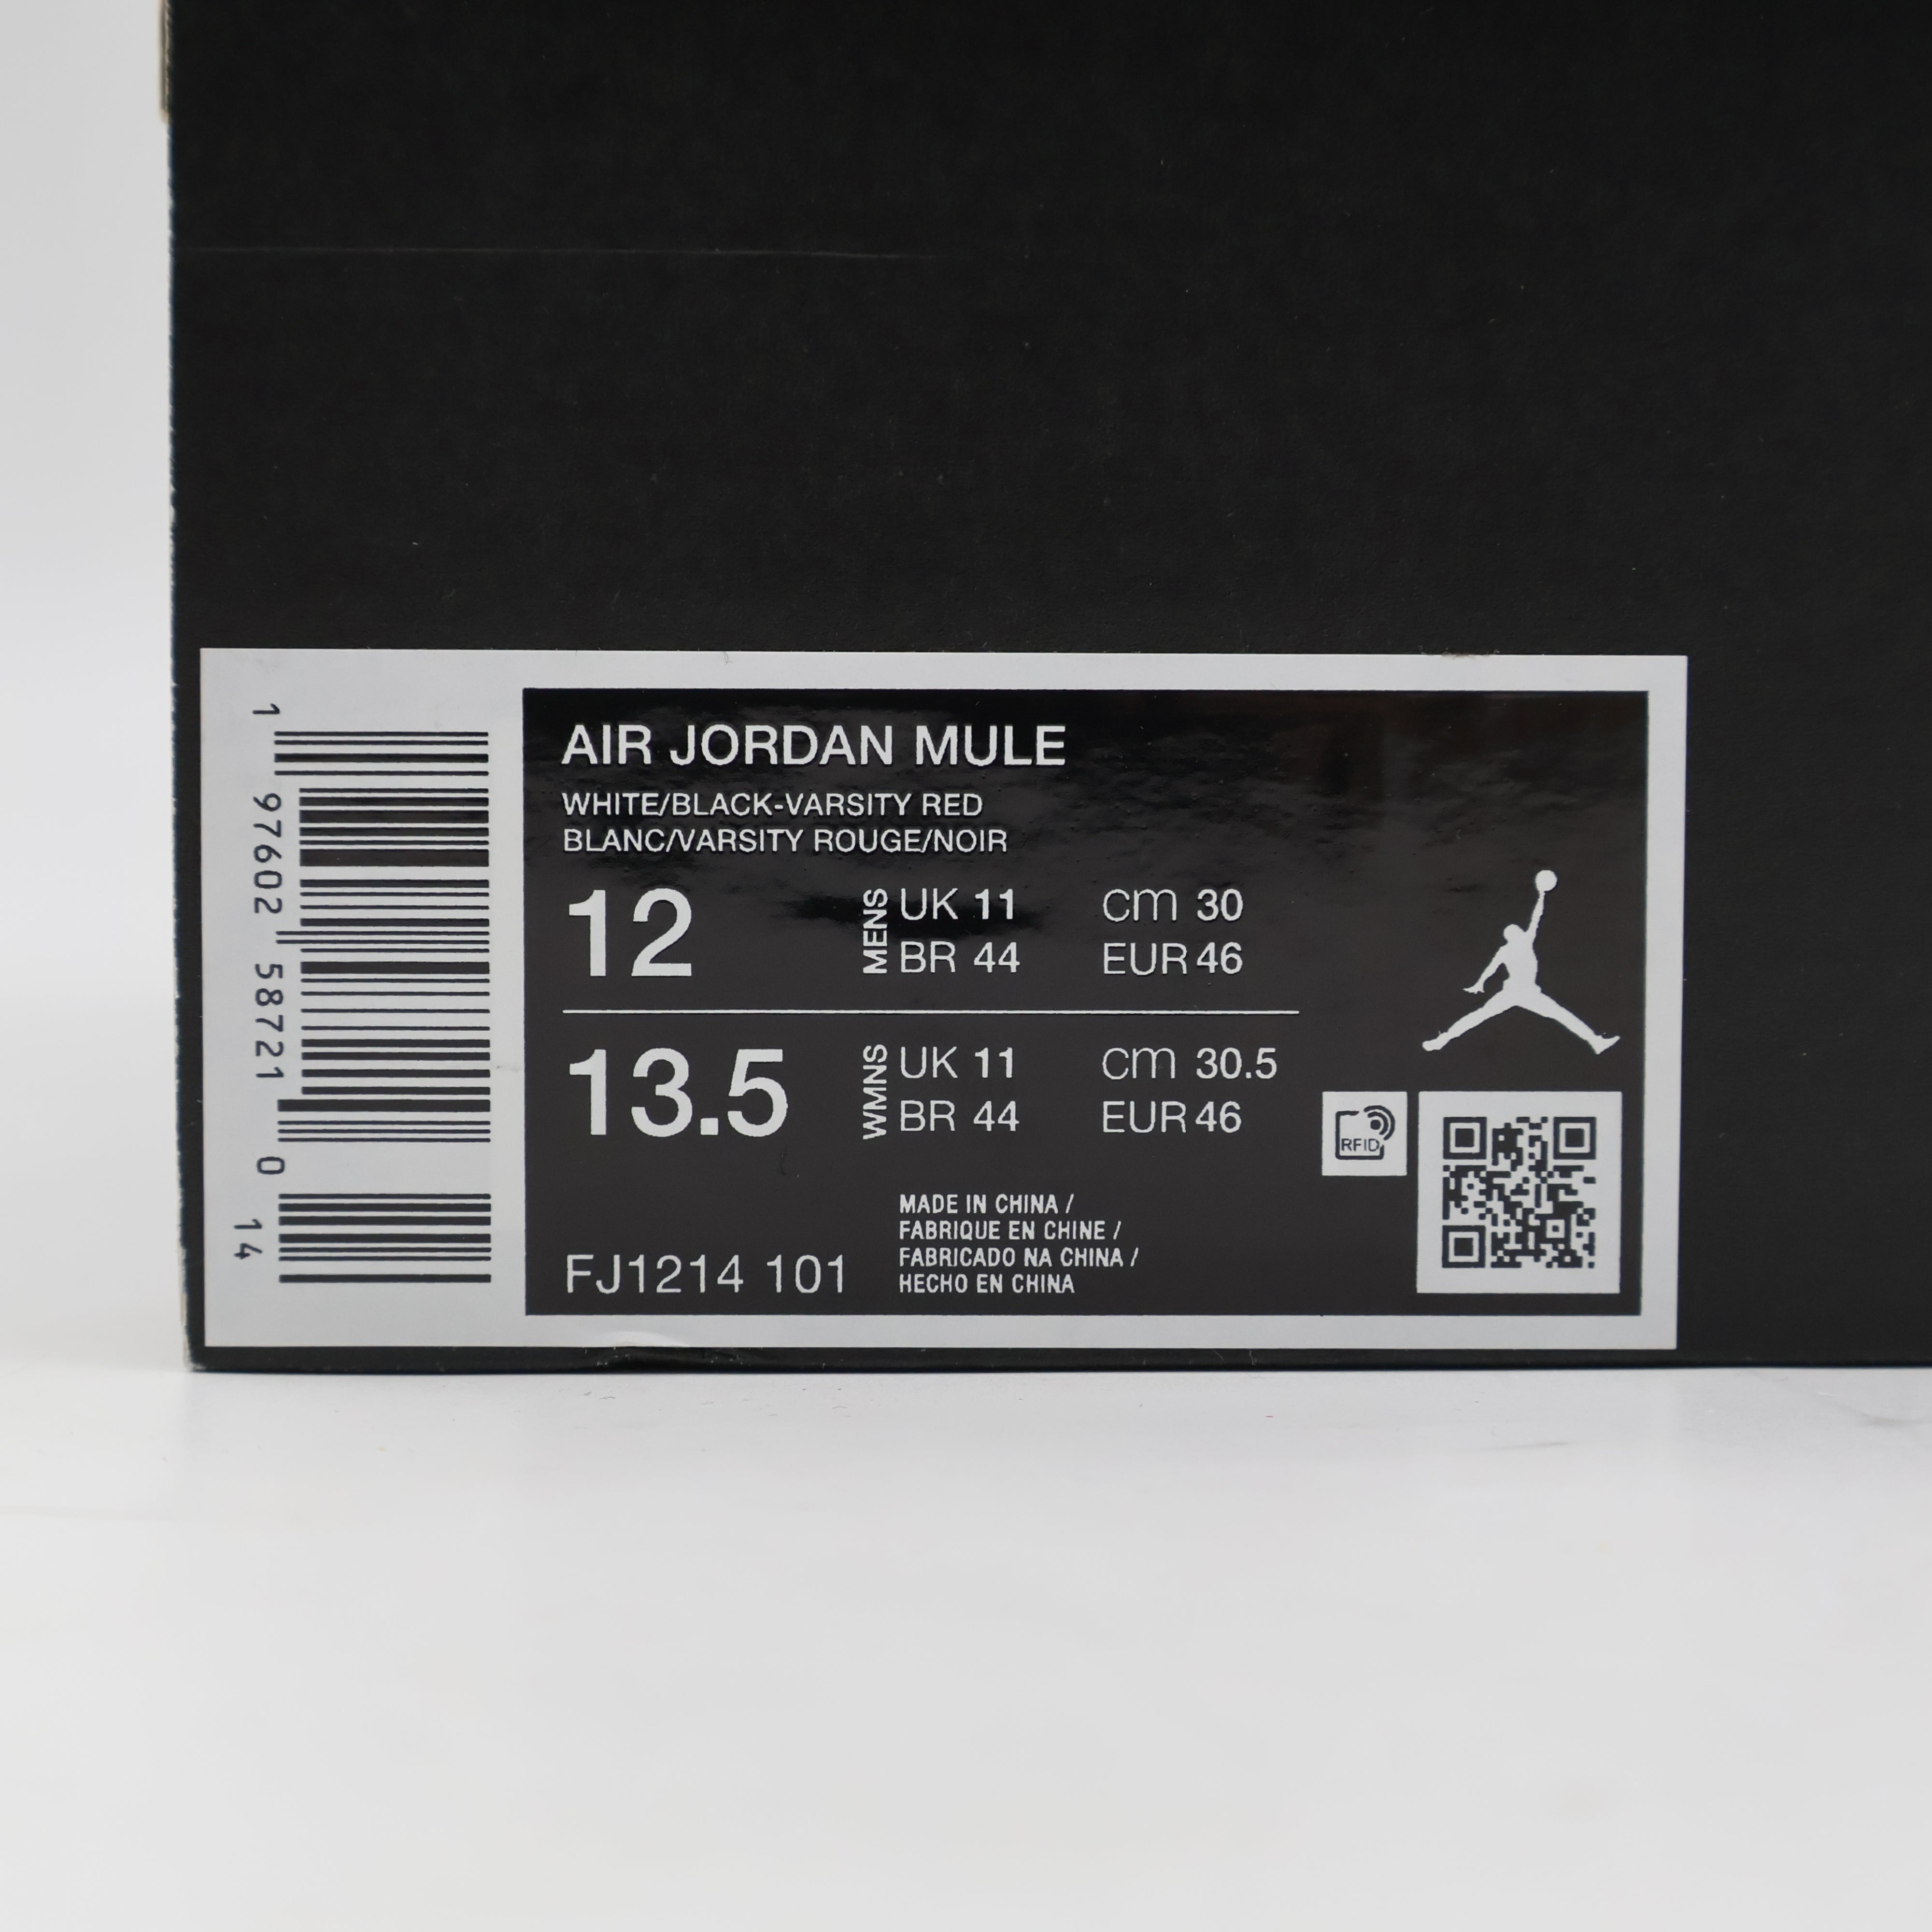 AIR JORDAN MULE
WHITE/BLACK-VARSITY RED
BLANC/VARSITY ROUGE/NOIR
12 MENS UK 11 cm 30
BR 44 EUR 46
13.5 WMNS UK 11 cm 30.5
BR 44 EUR 46
RFID
FJ1214 101
MADE IN CHINA /
FABRIQUE EN CHINE /
FABRICADO NA CHINA /
HECHO EN CHINA
1 97602 58721 0
14